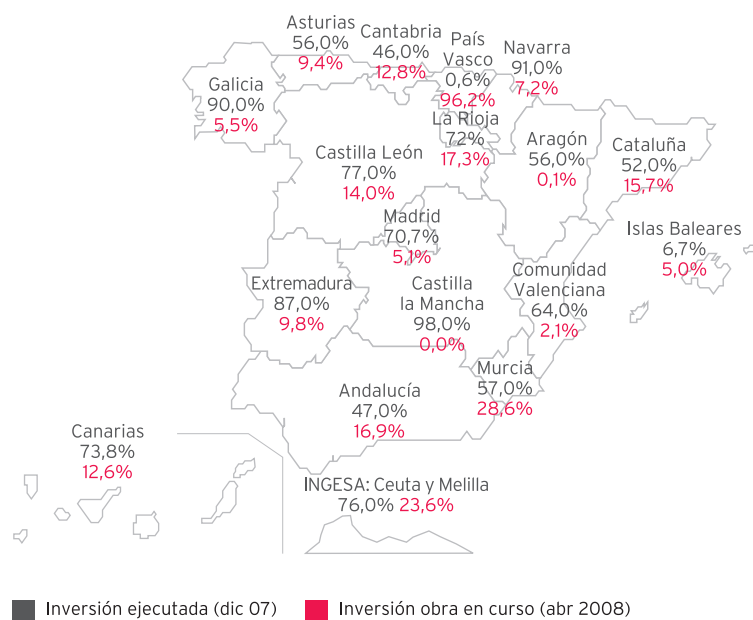 Asturias
56,0%
9,4%
Cantabria
46,0%
12,8%
País
Vasco
0,6%
96,2%
Navarra
91,0%
7,2%
Galicia
90,0%
5,5%
La Rioja
72%
17,3%
Castilla León
77,0%
14,0%
Aragón
56,0%
0,1%
Cataluña
52,0%
15,7%
Madrid
70,7%
5,1%
Islas Baleares
6,7%
5,0%
Extremadura
87,0%
9,8%
Castilla
la Mancha
98,0%
0,0%
Comunidad
Valenciana
64,0%
2,1%
Murcia
57,0%
28,6%
Andalucía
47,0%
16,9%
Canarias
73,8%
12,6%
INGESA: Ceuta y Melilla
76,0% 23,6%
Inversión ejecutada (dic 07)
Inversión obra en curso (abr 2008)